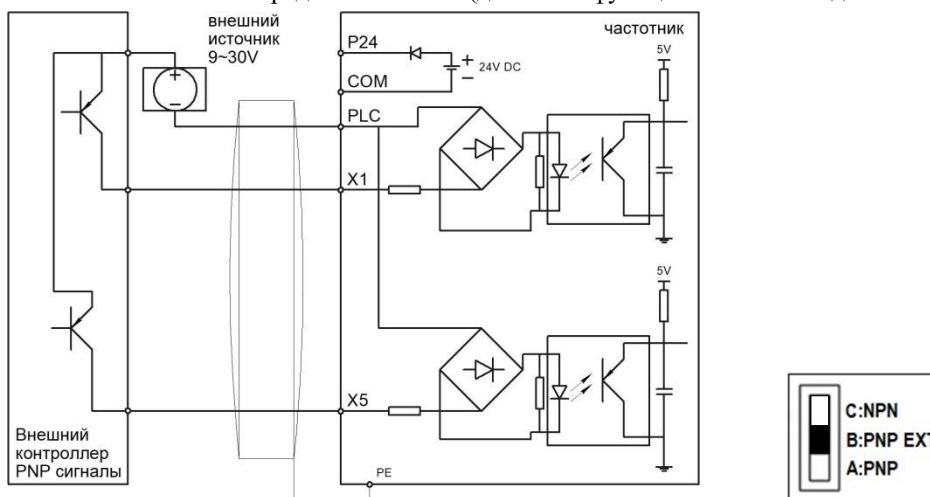 внешний
источник
9~30V
частотник
P24
5V
+
24V DC
−
COM
+
−
PLC
X1
5V
X5
Внешний
контроллер
PNP сигналы
PE
C:NPN
B:PNP EXT
A:PNP